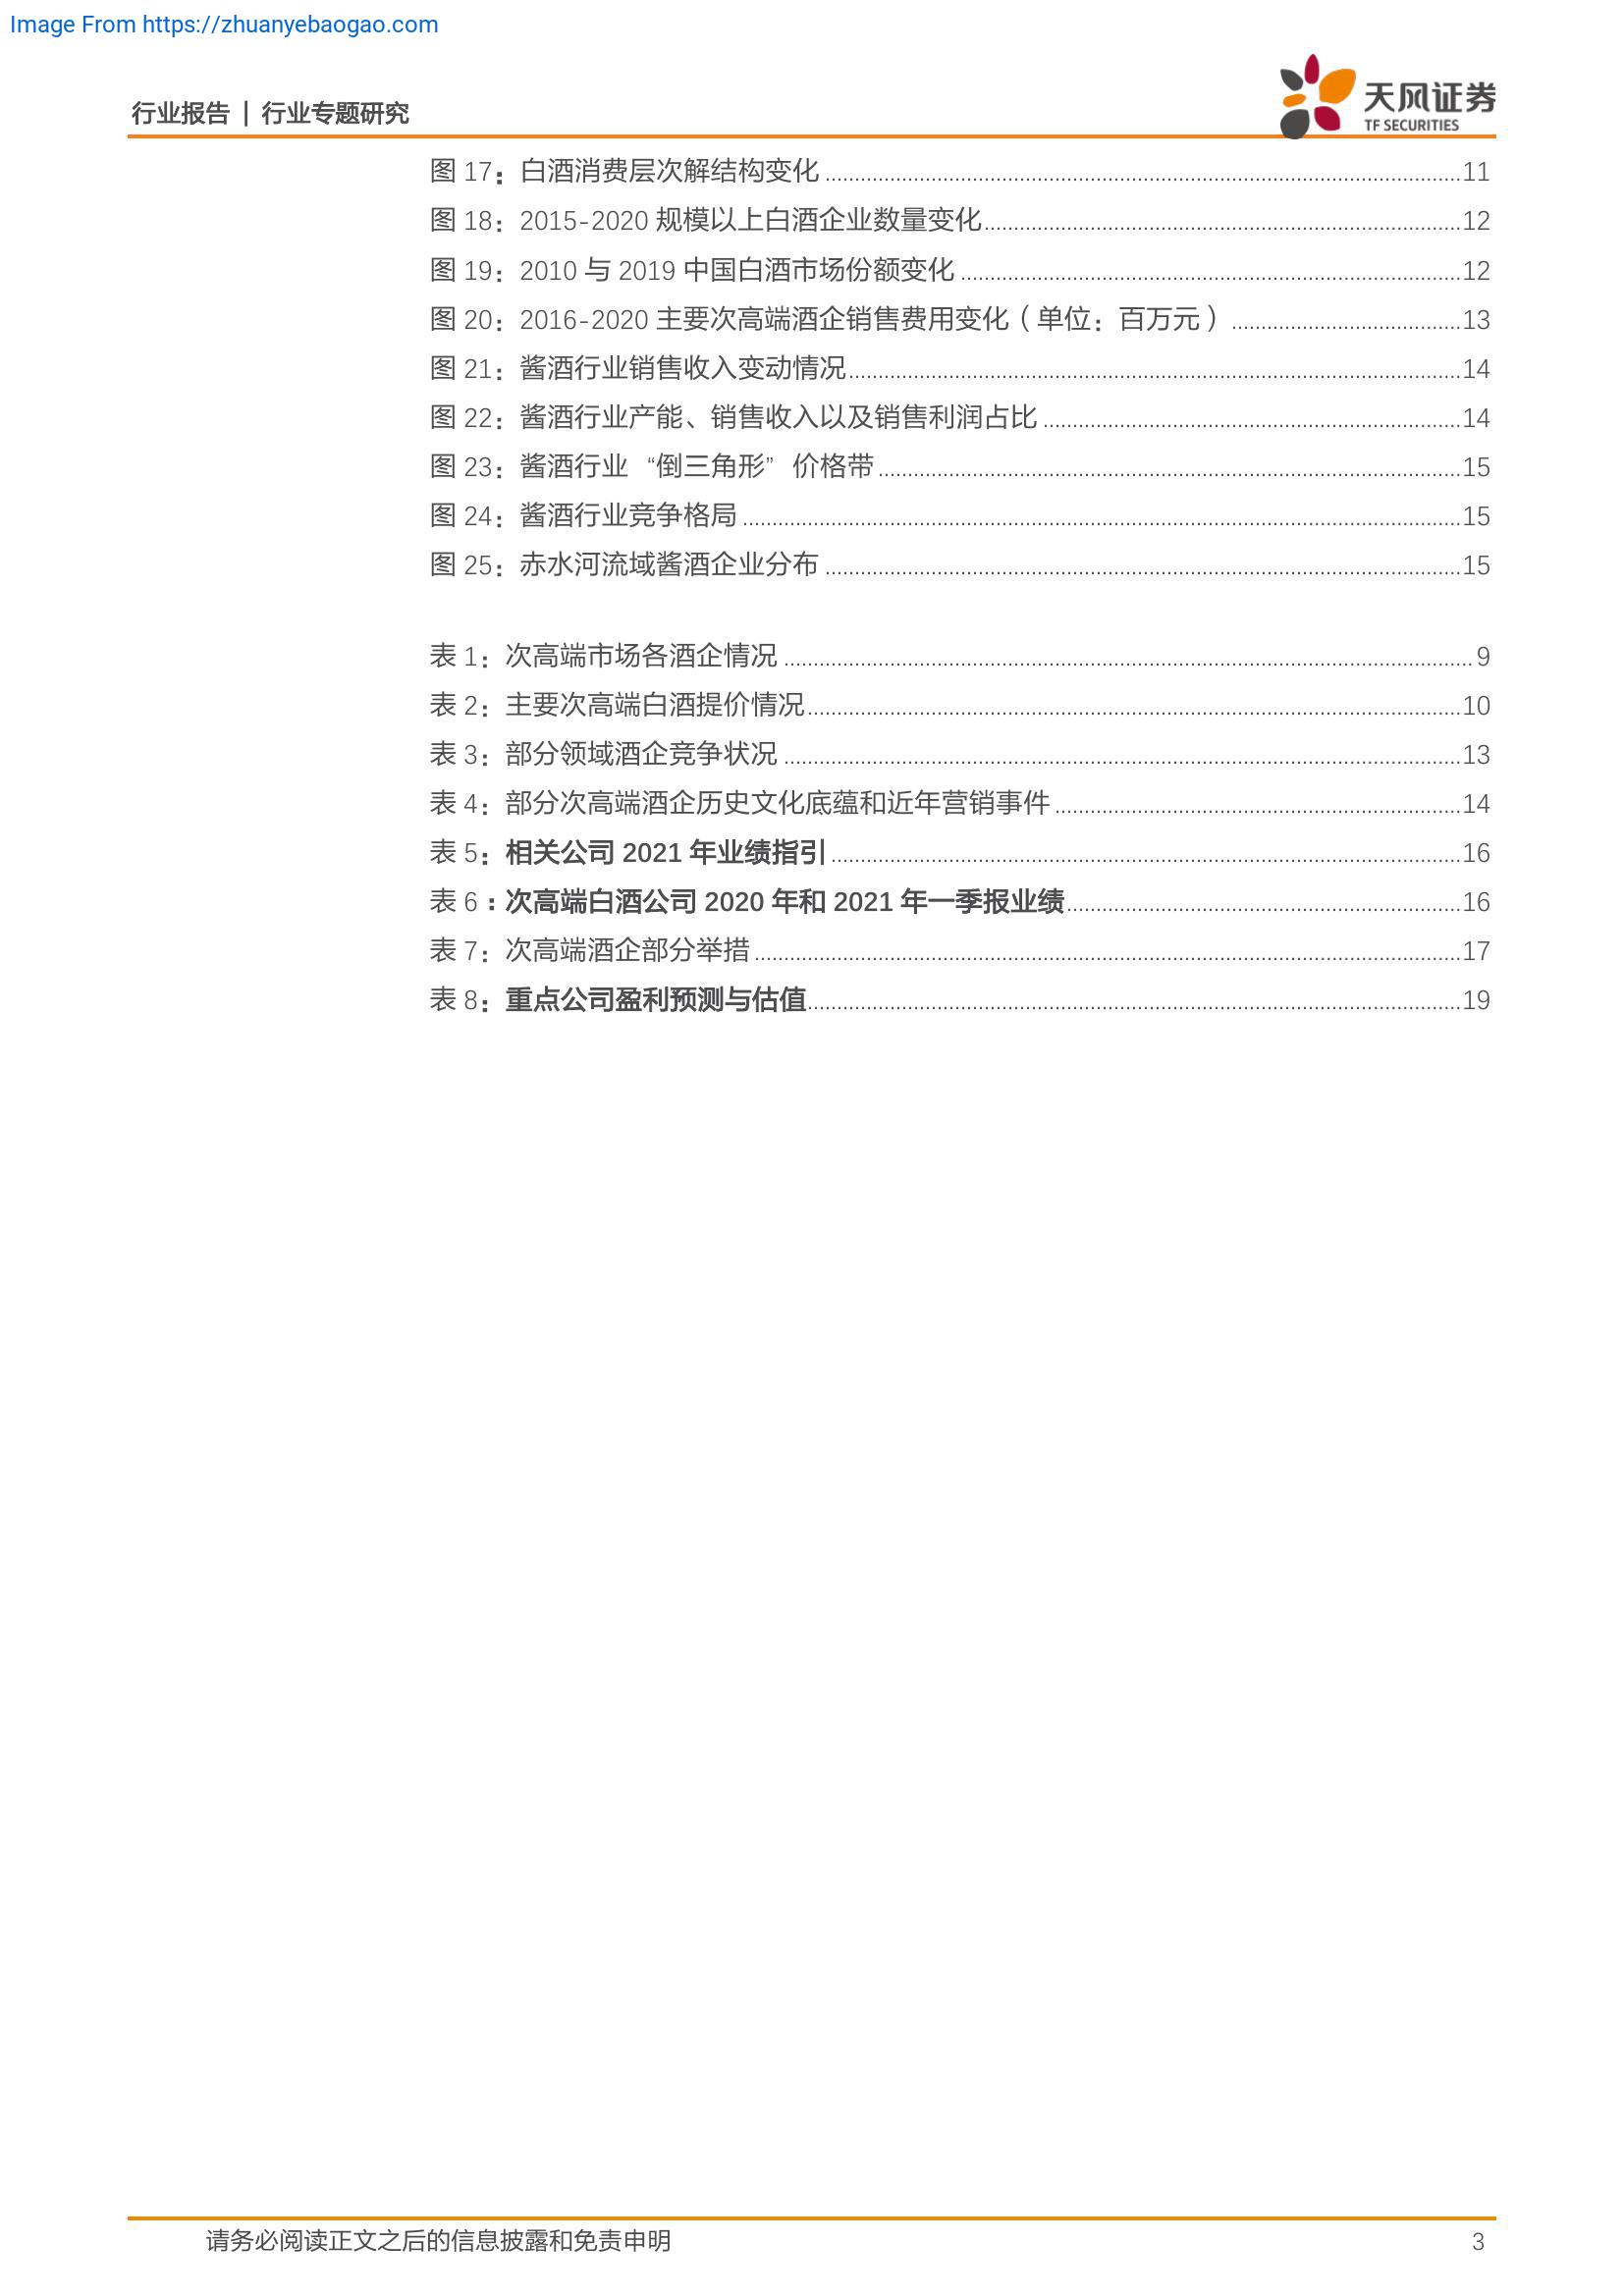 Image From https://zhuanyebaogao.com
行业报告 | 行业专题研究
天风证券
TF SECURITIES
图 17：白酒消费层次解结构变化 ........ 11
图 18：2015-2020 规模以上白酒企业数量变化 ........ 12
图 19：2010 与 2019 中国白酒市场份额变化 ........ 12
图 20：2016-2020 主要次高端酒企销售费用变化（单位：百万元） ........ 13
图 21：酱酒行业销售收入变动情况 ........ 14
图 22：酱酒行业产能、销售收入以及销售利润占比 ........ 14
图 23：酱酒行业 “倒三角形” 价格带 ........ 15
图 24：酱酒行业竞争格局 ........ 15
图 25：赤水河流域酱酒企业分布 ........ 15
表 1：次高端市场各酒企情况 ........ 9
表 2：主要次高端白酒提价情况 ........ 10
表 3：部分领域酒企竞争状况 ........ 13
表 4：部分次高端酒企历史文化底蕴和近年营销事件 ........ 14
表 5：相关公司 2021 年业绩指引 ........ 16
表 6：次高端白酒公司 2020 年和 2021 年一季报业绩 ........ 16
表 7：次高端酒企部分举措 ........ 17
表 8：重点公司盈利预测与估值 ........ 19
请务必阅读正文之后的信息披露和免责申明 3